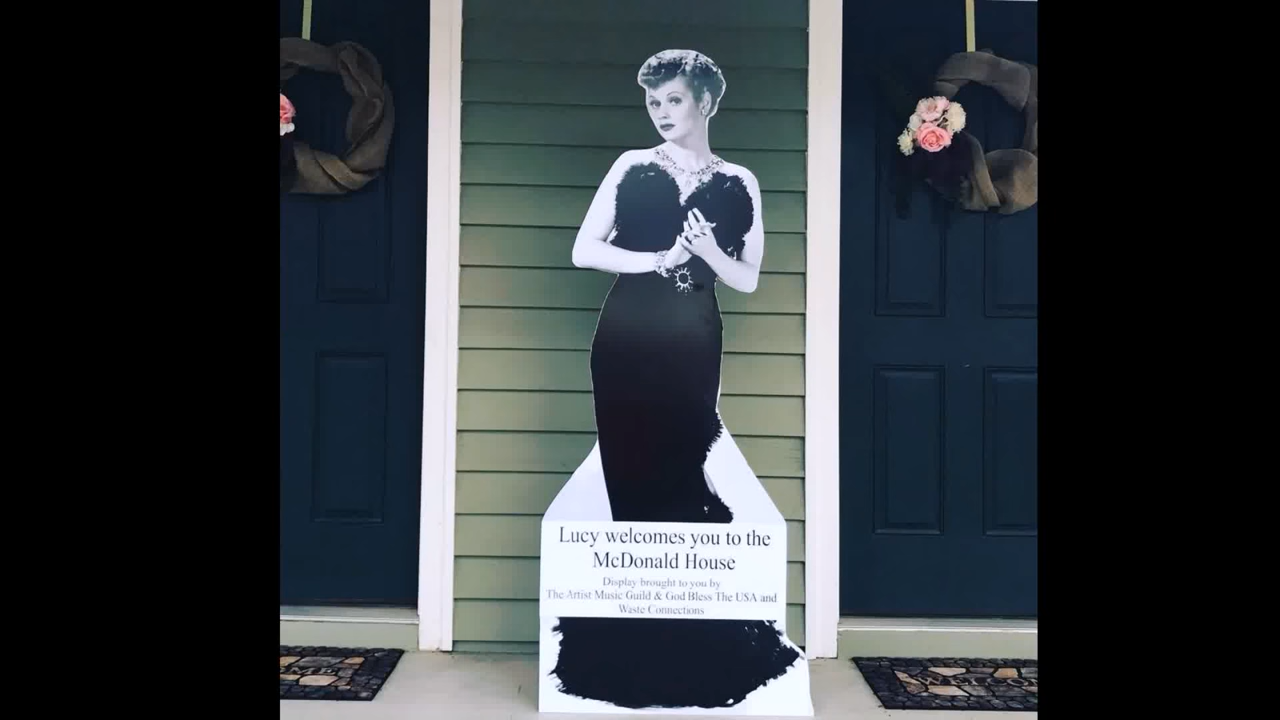 Lucy welcomes you to the
McDonald House
Display brought to you by
The Artist Music Guild & God Bless The USA and
Waste Connections
WELCOME